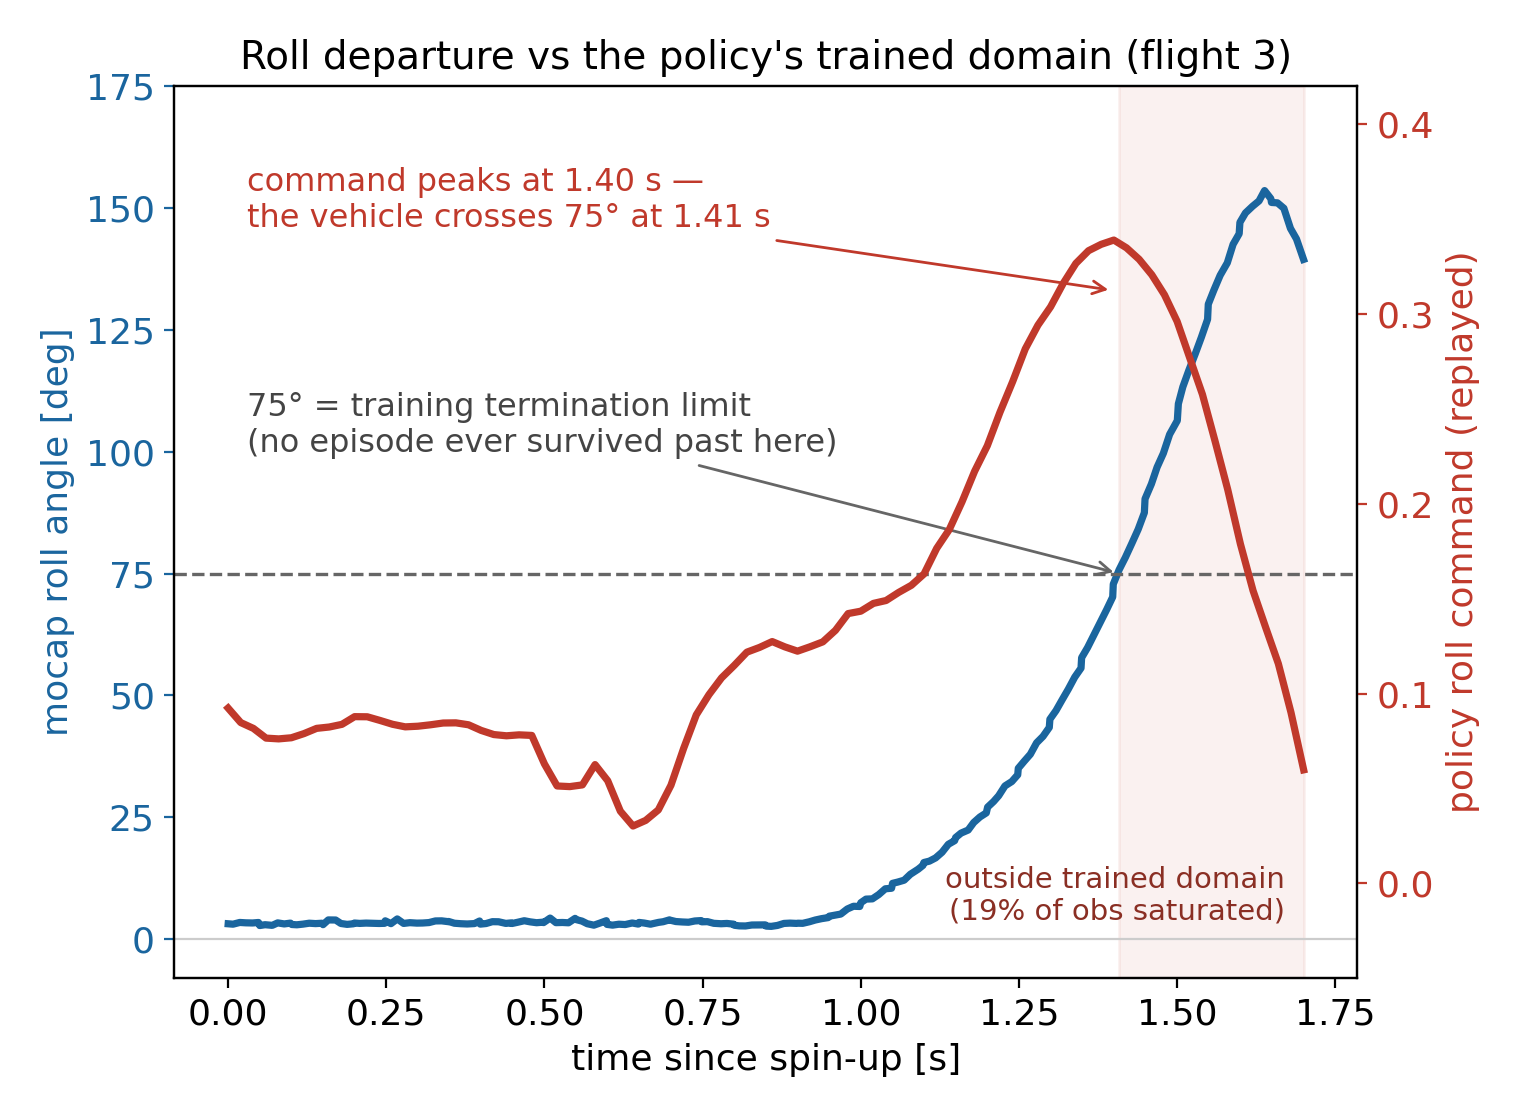 Roll departure vs the policy's trained domain (flight 3)
175
150
125
100
75
50
25
0
mocap roll angle [deg]
command peaks at 1.40 s —
the vehicle crosses 75° at 1.41 s
75° = training termination limit
(no episode ever survived past here)
outside trained domain
(19% of obs saturated)
0.4
0.3
0.2
0.1
0.0
policy roll command (replayed)
0.00 0.25 0.50 0.75 1.00 1.25 1.50 1.75
time since spin-up [s]